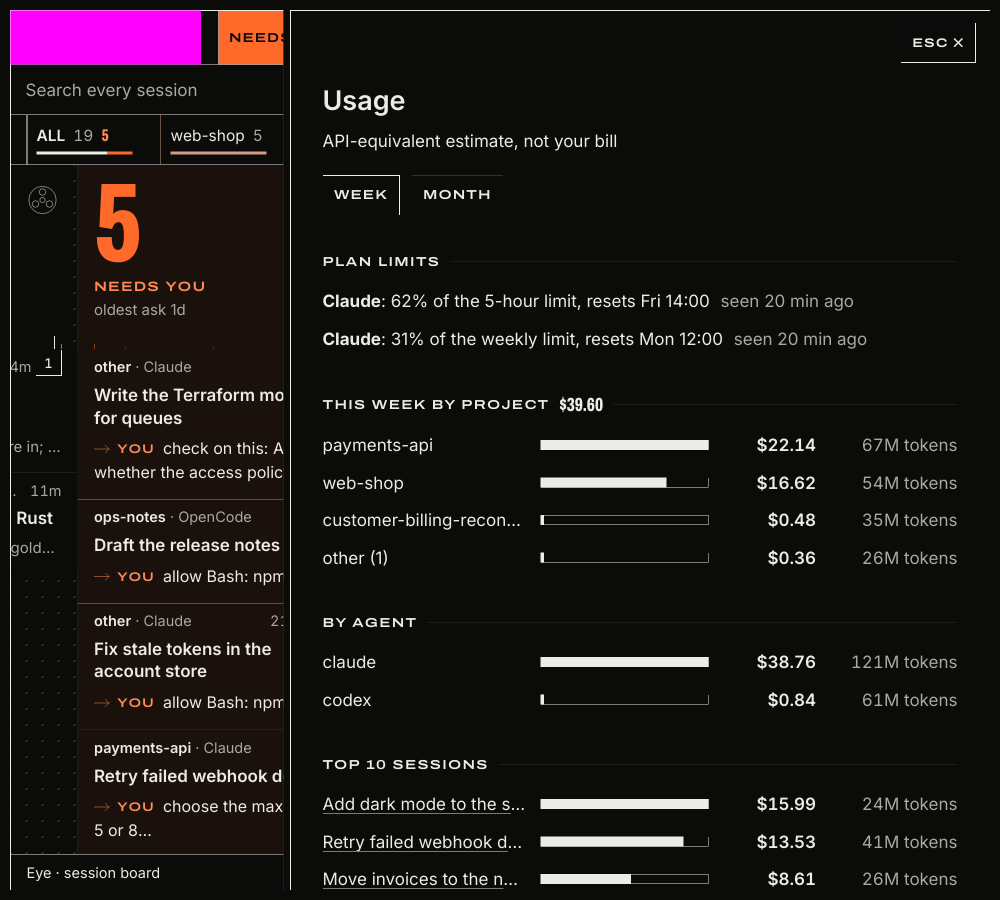 NEEDS
Search every session
ALL 19 5
web-shop 5
5
NEEDS YOU
oldest ask 1d
4m 1
re in; ...
. 11m
Rust
gold...
other · Claude
Write the Terraform mo
for queues
→ YOU check on this: A
whether the access polic
ops-notes · OpenCode
Draft the release notes
→ YOU allow Bash: npm
other · Claude 21
Fix stale tokens in the
account store
→ YOU allow Bash: npm
payments-api · Claude
Retry failed webhook d
→ YOU choose the max
5 or 8...
Eye · session board
ESC ×
Usage
API-equivalent estimate, not your bill
WEEK
MONTH
PLAN LIMITS
Claude: 62% of the 5-hour limit, resets Fri 14:00 seen 20 min ago
Claude: 31% of the weekly limit, resets Mon 12:00 seen 20 min ago
THIS WEEK BY PROJECT $39.60
payments-api $22.14 67M tokens
web-shop $16.62 54M tokens
customer-billing-recon... $0.48 35M tokens
other (1) $0.36 26M tokens
BY AGENT
claude $38.76 121M tokens
codex $0.84 61M tokens
TOP 10 SESSIONS
Add dark mode to the s... $15.99 24M tokens
Retry failed webhook d... $13.53 41M tokens
Move invoices to the n... $8.61 26M tokens